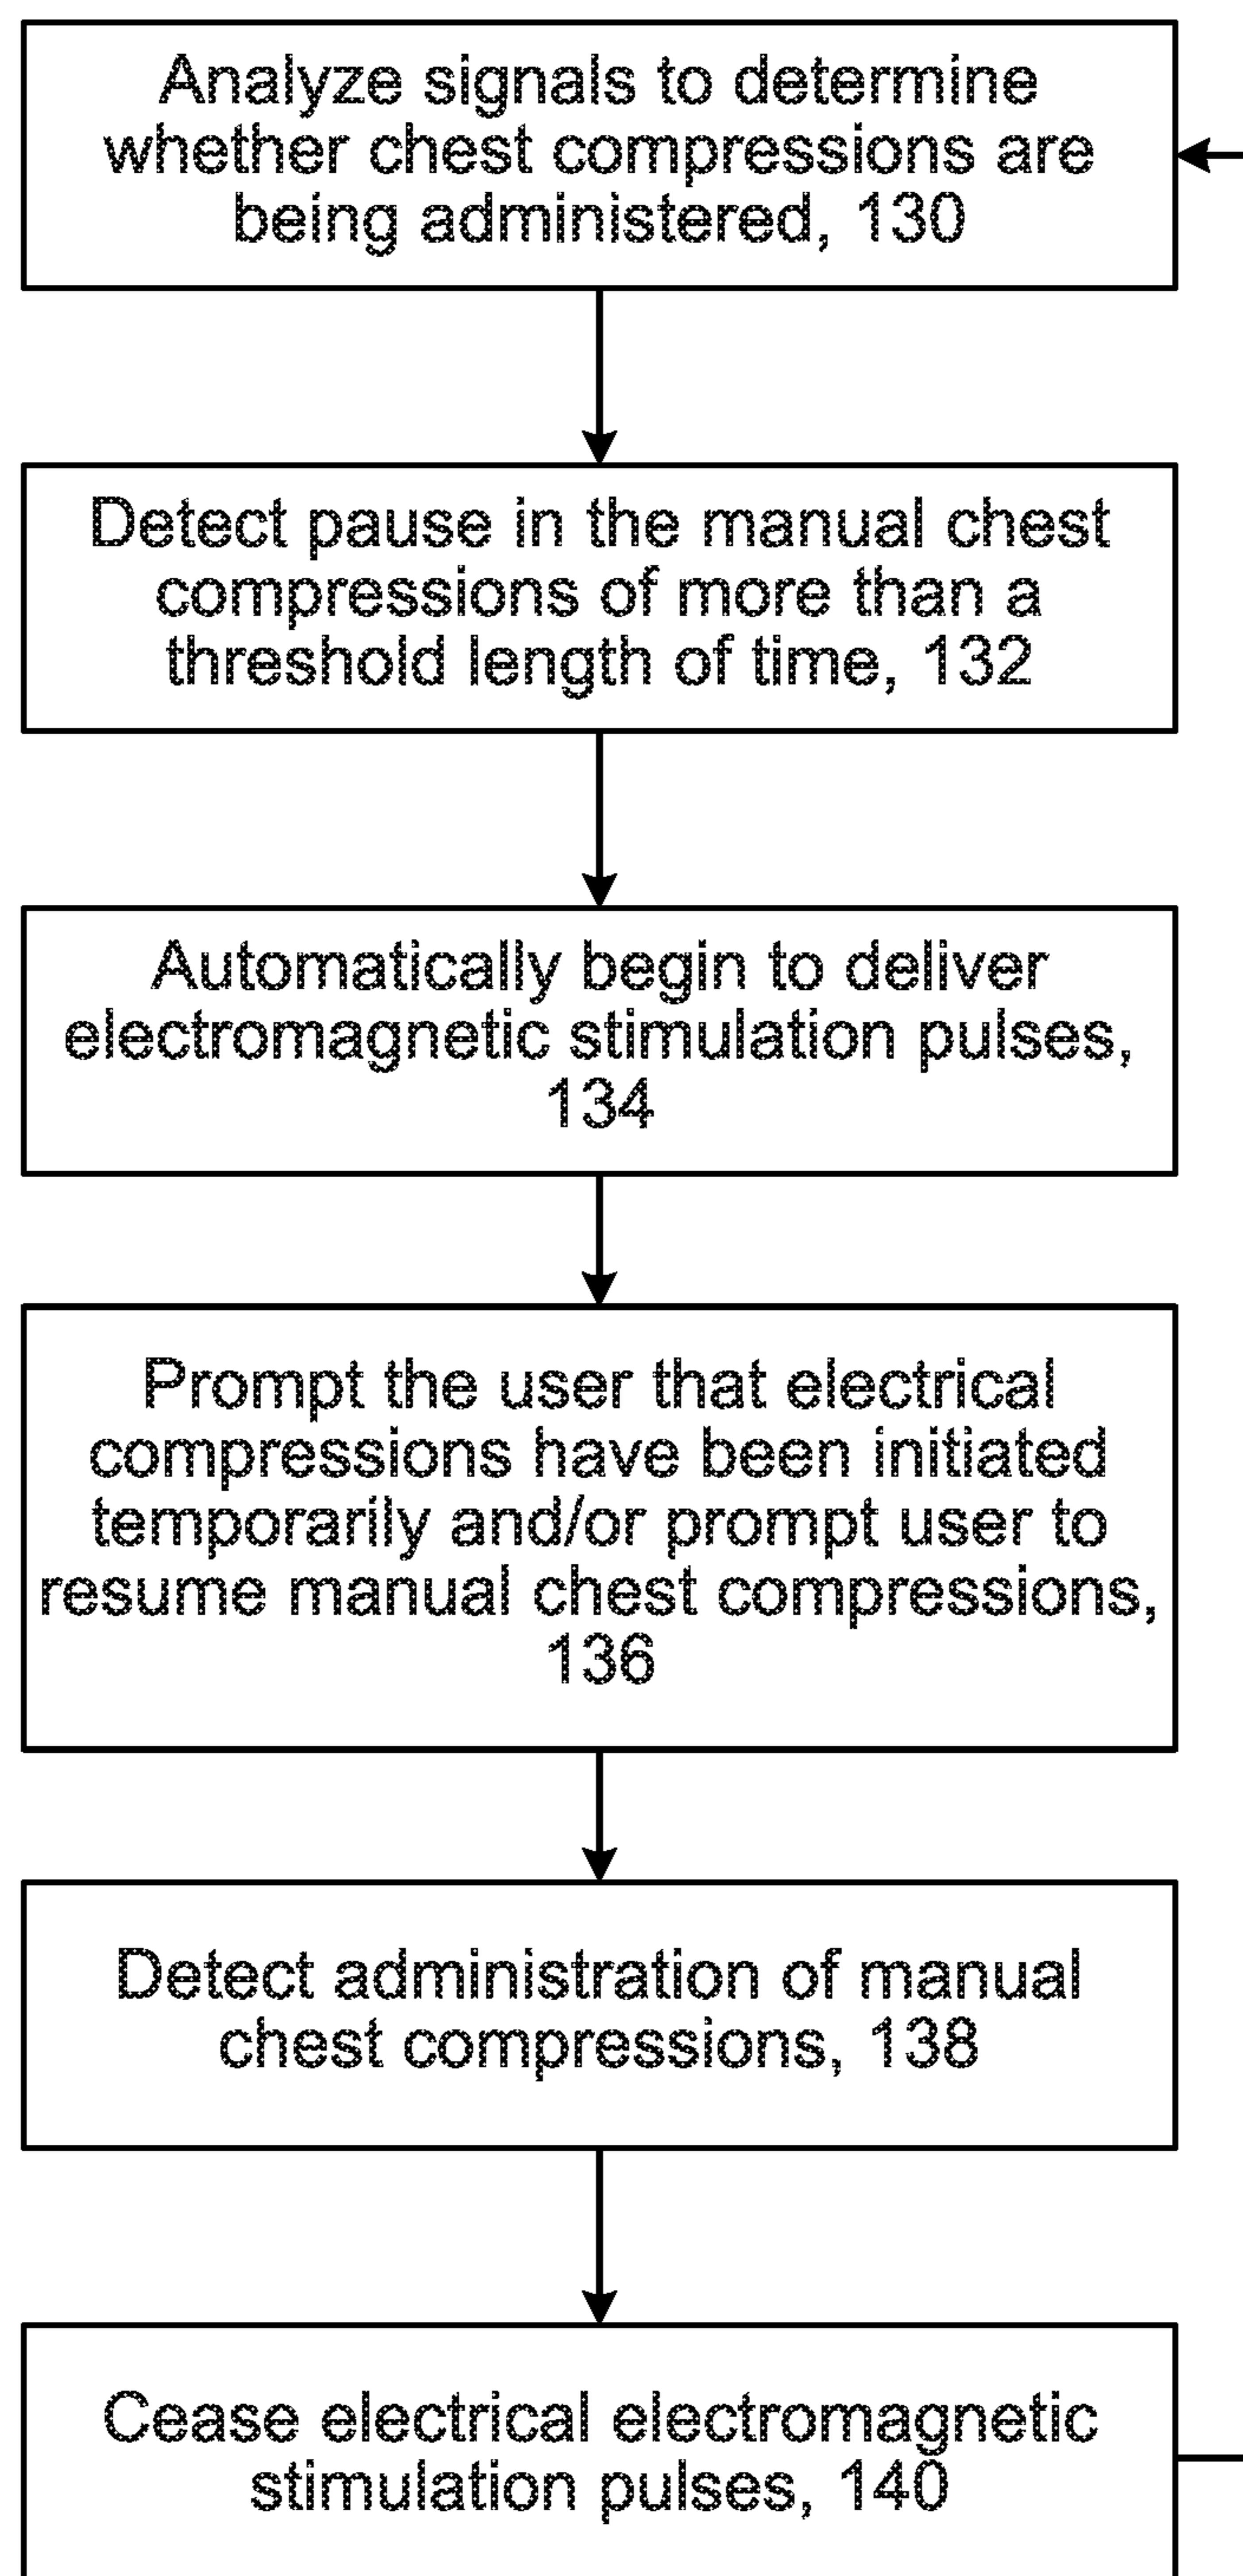 Analyze signals to determine
whether chest compressions are
being administered, 130
Detect pause in the manual chest
compressions of more than a
threshold length of time, 132
Automatically begin to deliver
electromagnetic stimulation pulses,
134
Prompt the user that electrical
compressions have been initiated
temporarily and/or prompt user to
resume manual chest compressions,
136
Detect administration of manual
chest compressions, 138
Cease electrical electromagnetic
stimulation pulses, 140